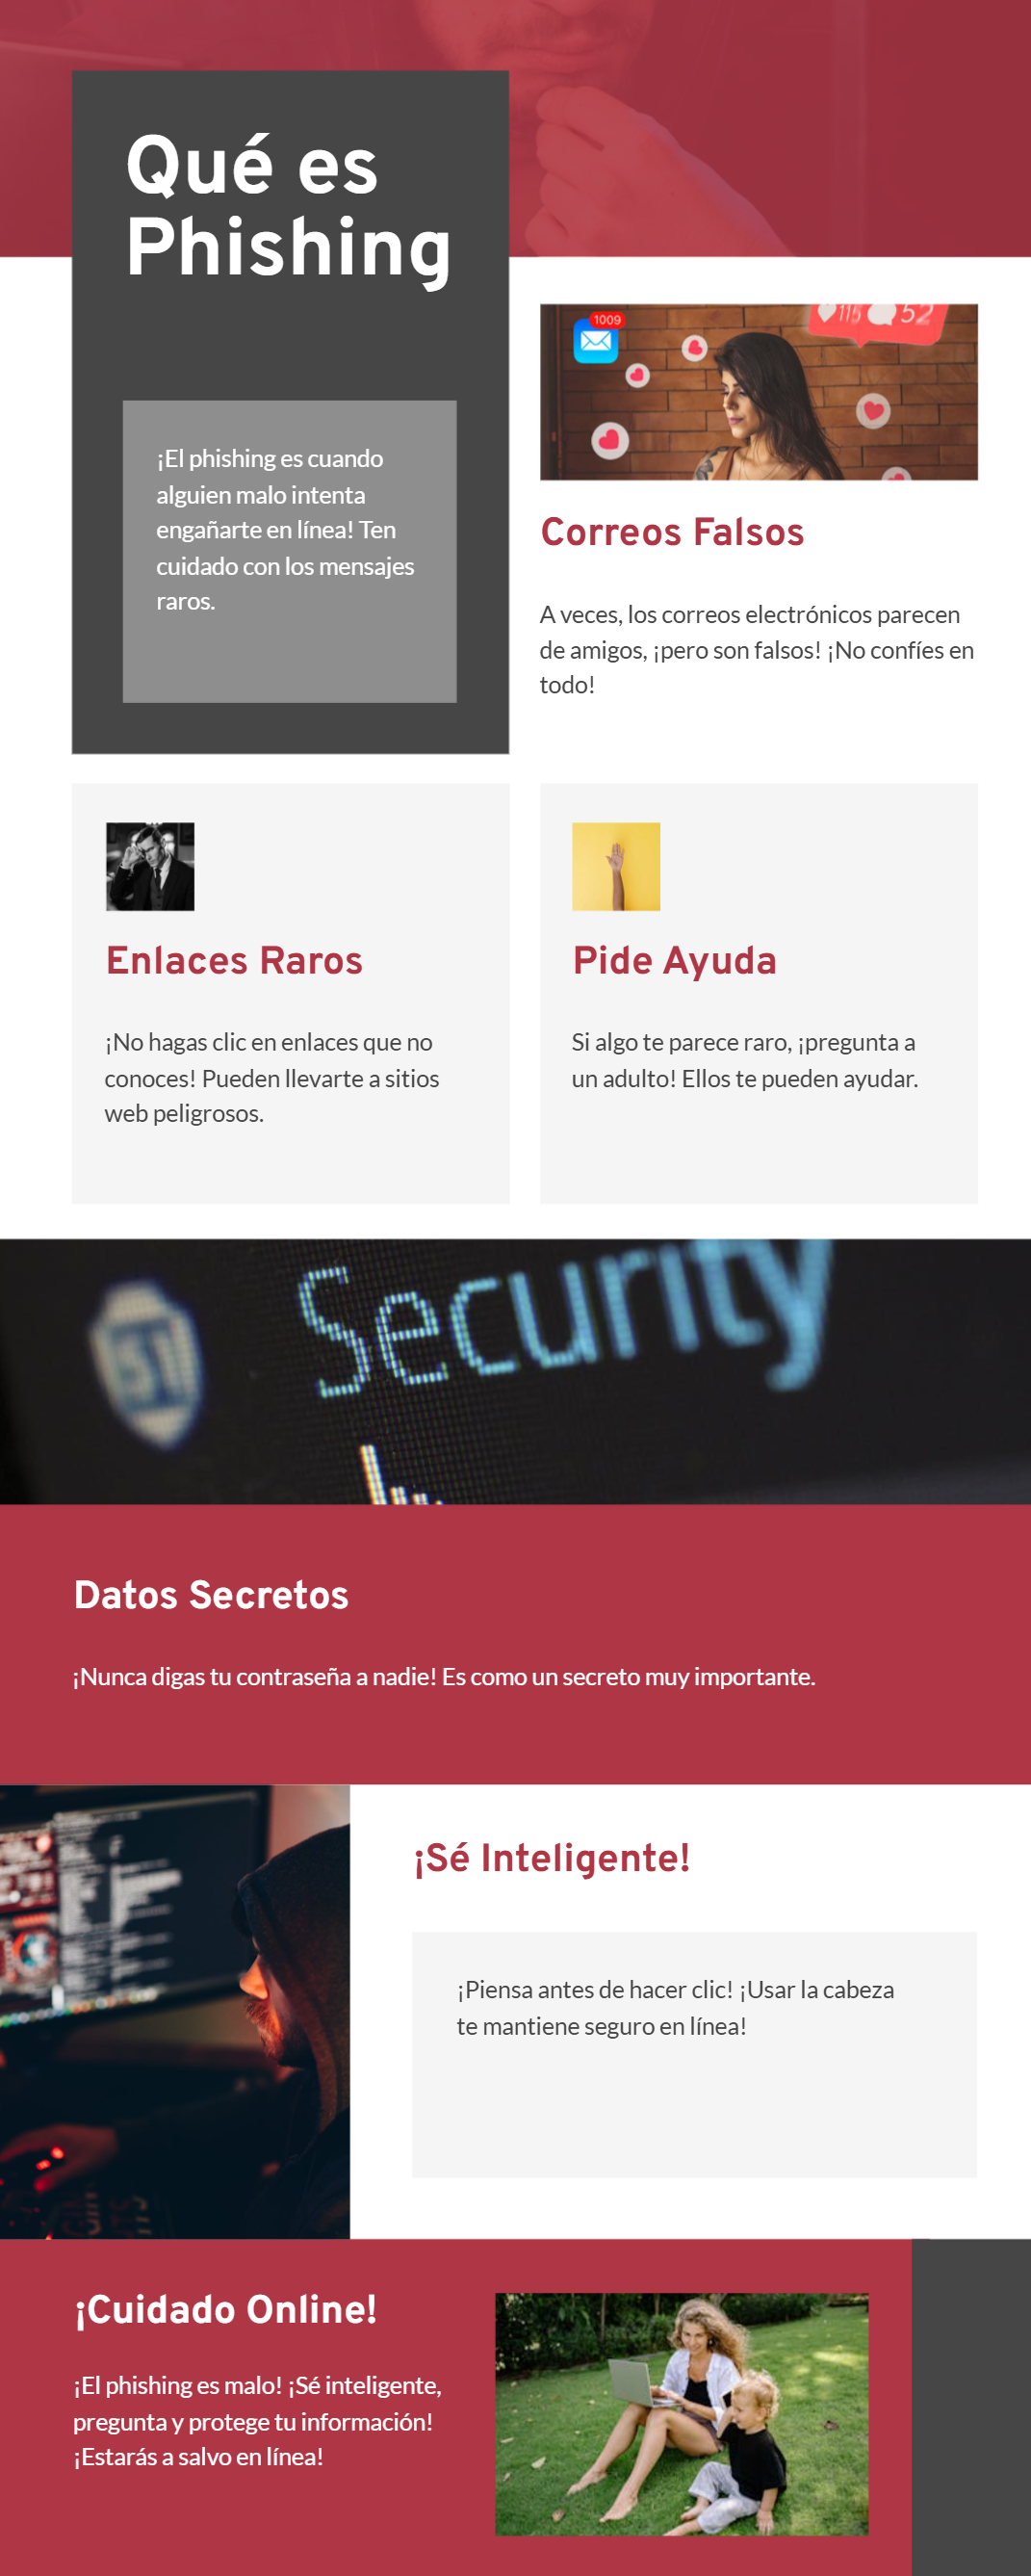 Qué es
Phishing
¡El phishing es cuando
alguien malo intenta
engañarte en línea! Ten
cuidado con los mensajes
raros.
1009
115
52
Correos Falsos
A veces, los correos electrónicos parecen
de amigos, ¡pero son falsos! ¡No confíes en
todo!
Enlaces Raros
¡No hagas clic en enlaces que no
conoces! Pueden llevarte a sitios
web peligrosos.
Pide Ayuda
Si algo te parece raro, ¡pregunta a
un adulto! Ellos te pueden ayudar.
Security
Datos Secretos
¡Nunca digas tu contraseña a nadie! Es como un secreto muy importante.
¡Sé Inteligente!
¡Piensa antes de hacer clic! ¡Usar la cabeza
te mantiene seguro en línea!
¡Cuidado Online!
¡El phishing es malo! ¡Sé inteligente,
pregunta y protege tu información!
¡Estarás a salvo en línea!